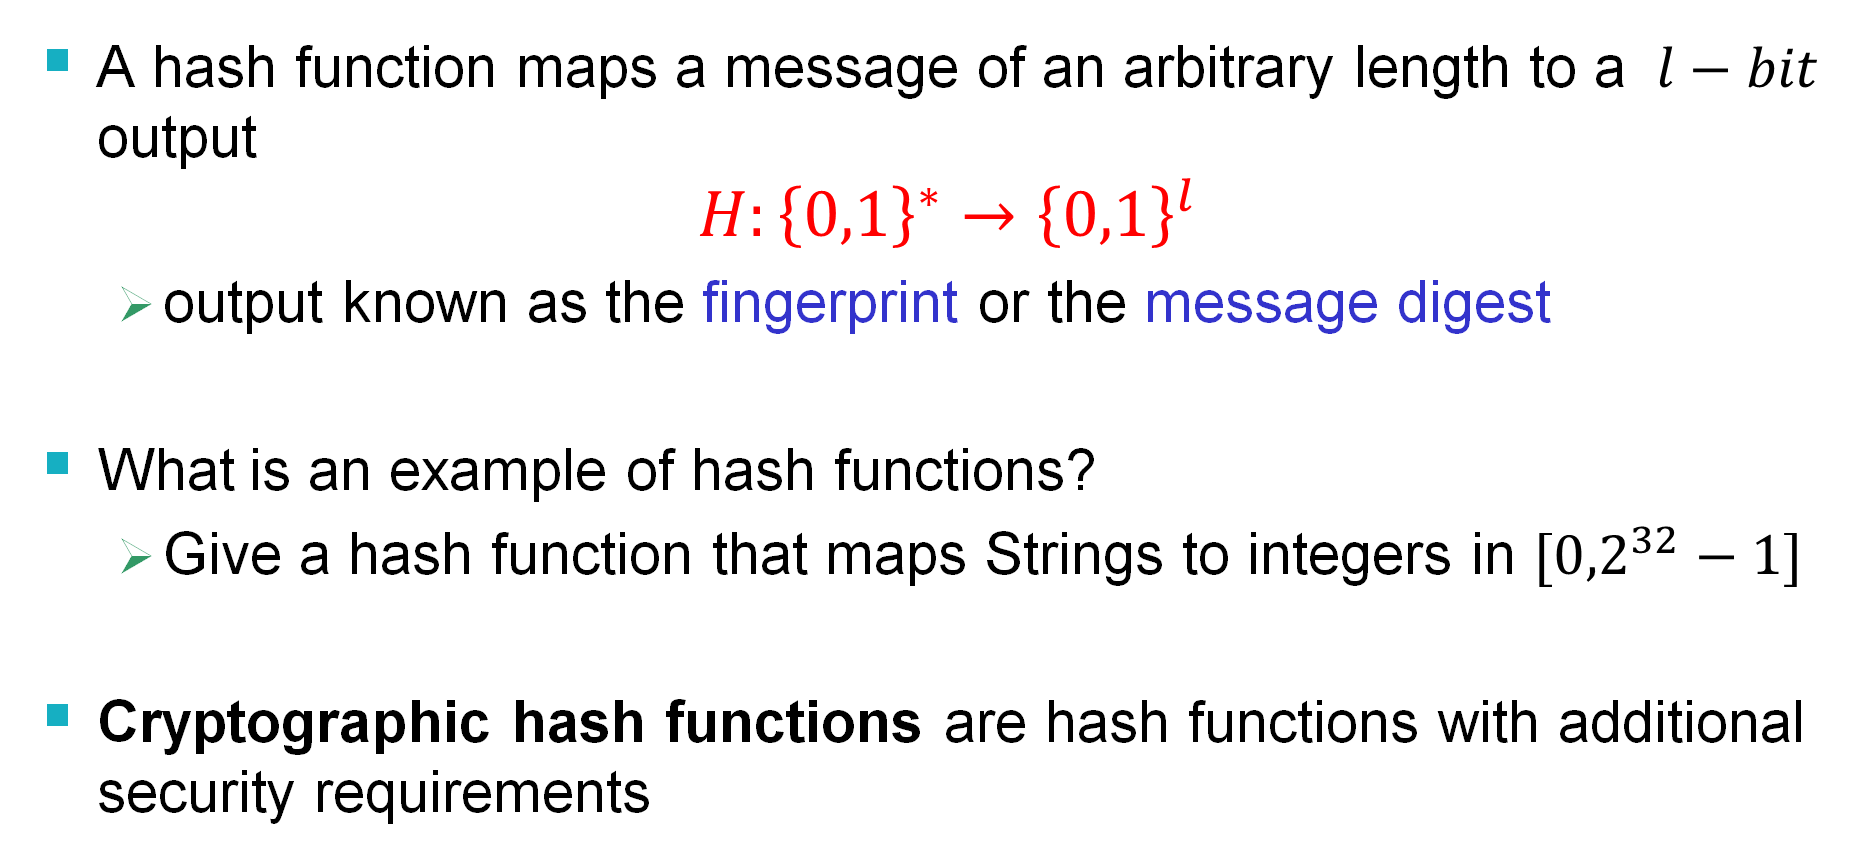 ▪ A hash function maps a message of an arbitrary length to a l − bit
output
H: {0,1}* → {0,1}^l
➢ output known as the fingerprint or the message digest
▪ What is an example of hash functions?
➢ Give a hash function that maps Strings to integers in [0,2^32 − 1]
▪ Cryptographic hash functions are hash functions with additional
security requirements